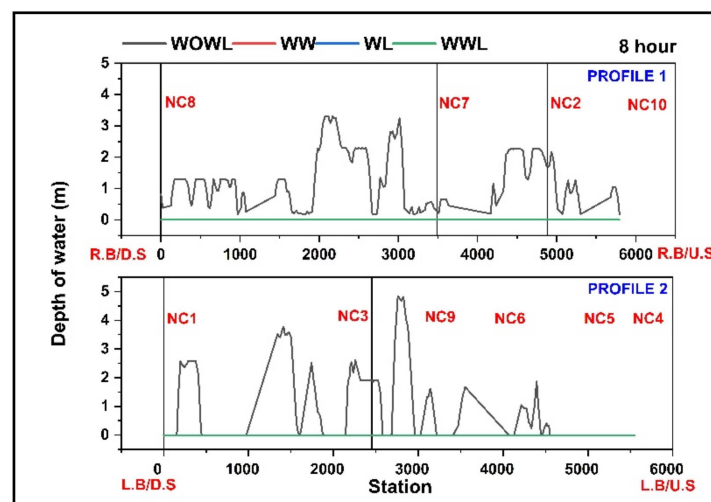 WOWL WW WL WWL 8 hour
PROFILE 1
NC8 NC7 NC2 NC10
5
4
3
2
1
0
R.B/D.S 0 1000 2000 3000 4000 5000 6000 R.B/U.S
Depth of water (m)
PROFILE 2
NC1 NC3 NC9 NC6 NC5 NC4
5
4
3
2
1
0
0 1000 2000 3000 4000 5000 6000
L.B/D.S Station L.B/U.S